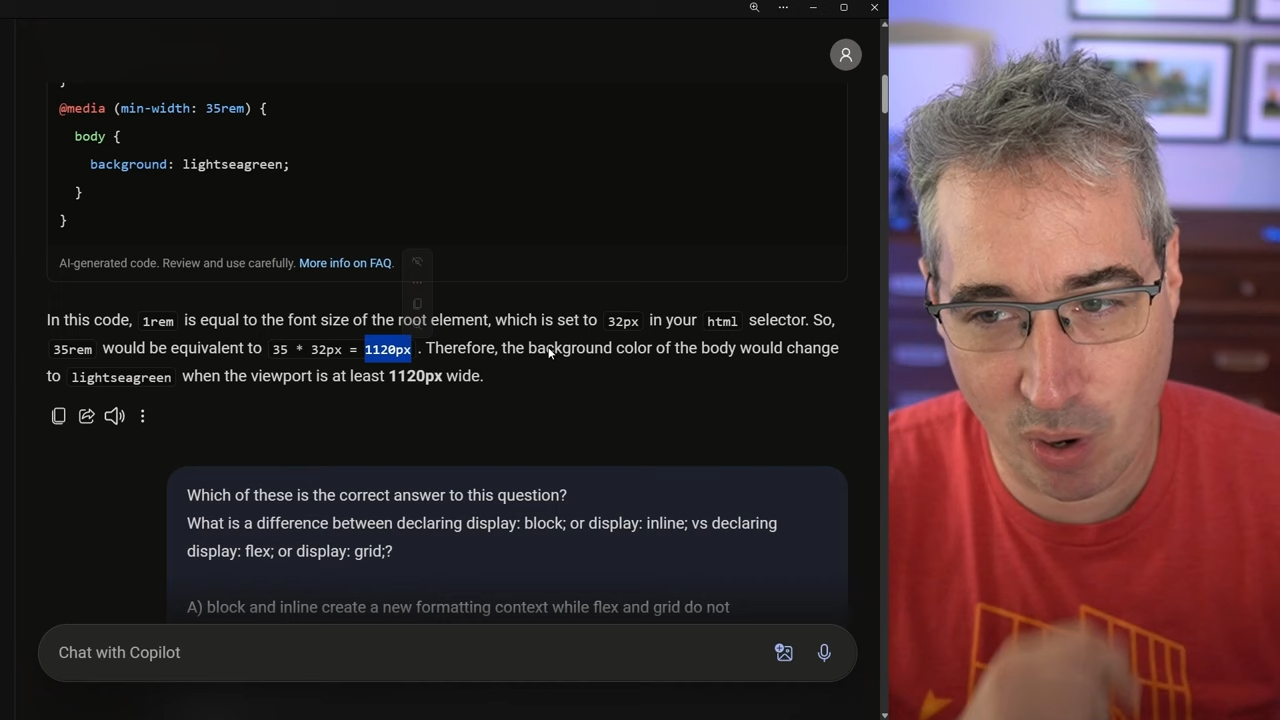 }
@media (min-width: 35rem) {
body {
background: lightseagreen;
}
}
AI-generated code. Review and use carefully. More info on FAQ.
In this code, 1rem is equal to the font size of the root element, which is set to 32px in your html selector. So,
35rem would be equivalent to 35 * 32px = 1120px . Therefore, the background color of the body would change
to lightseagreen when the viewport is at least 1120px wide.
Which of these is the correct answer to this question?
What is a difference between declaring display: block; or display: inline; vs declaring
display: flex; or display: grid;?
A) block and inline create a new formatting context while flex and grid do not
Chat with Copilot